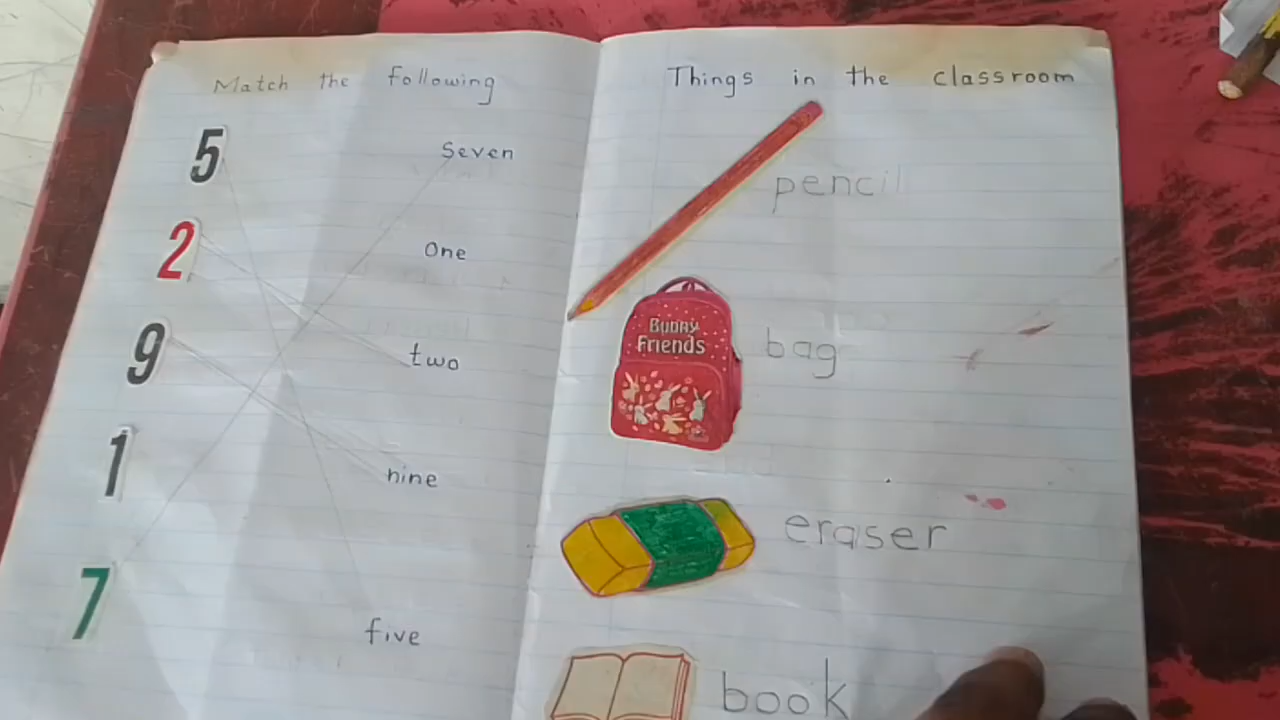 Match the following
5
seven
2
One
9
two
1
nine
7
five
Things in the classroom
pencil
Bunny
Friends
bag
eraser
book